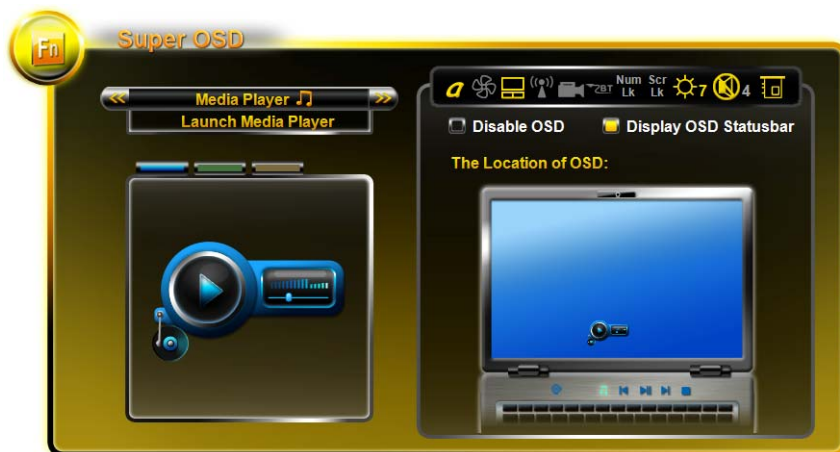 Fn
Super OSD
Media Player
Launch Media Player
a
2BT
Num Lk
Scr Lk
7
4
Disable OSD
Display OSD Statusbar
The Location of OSD: